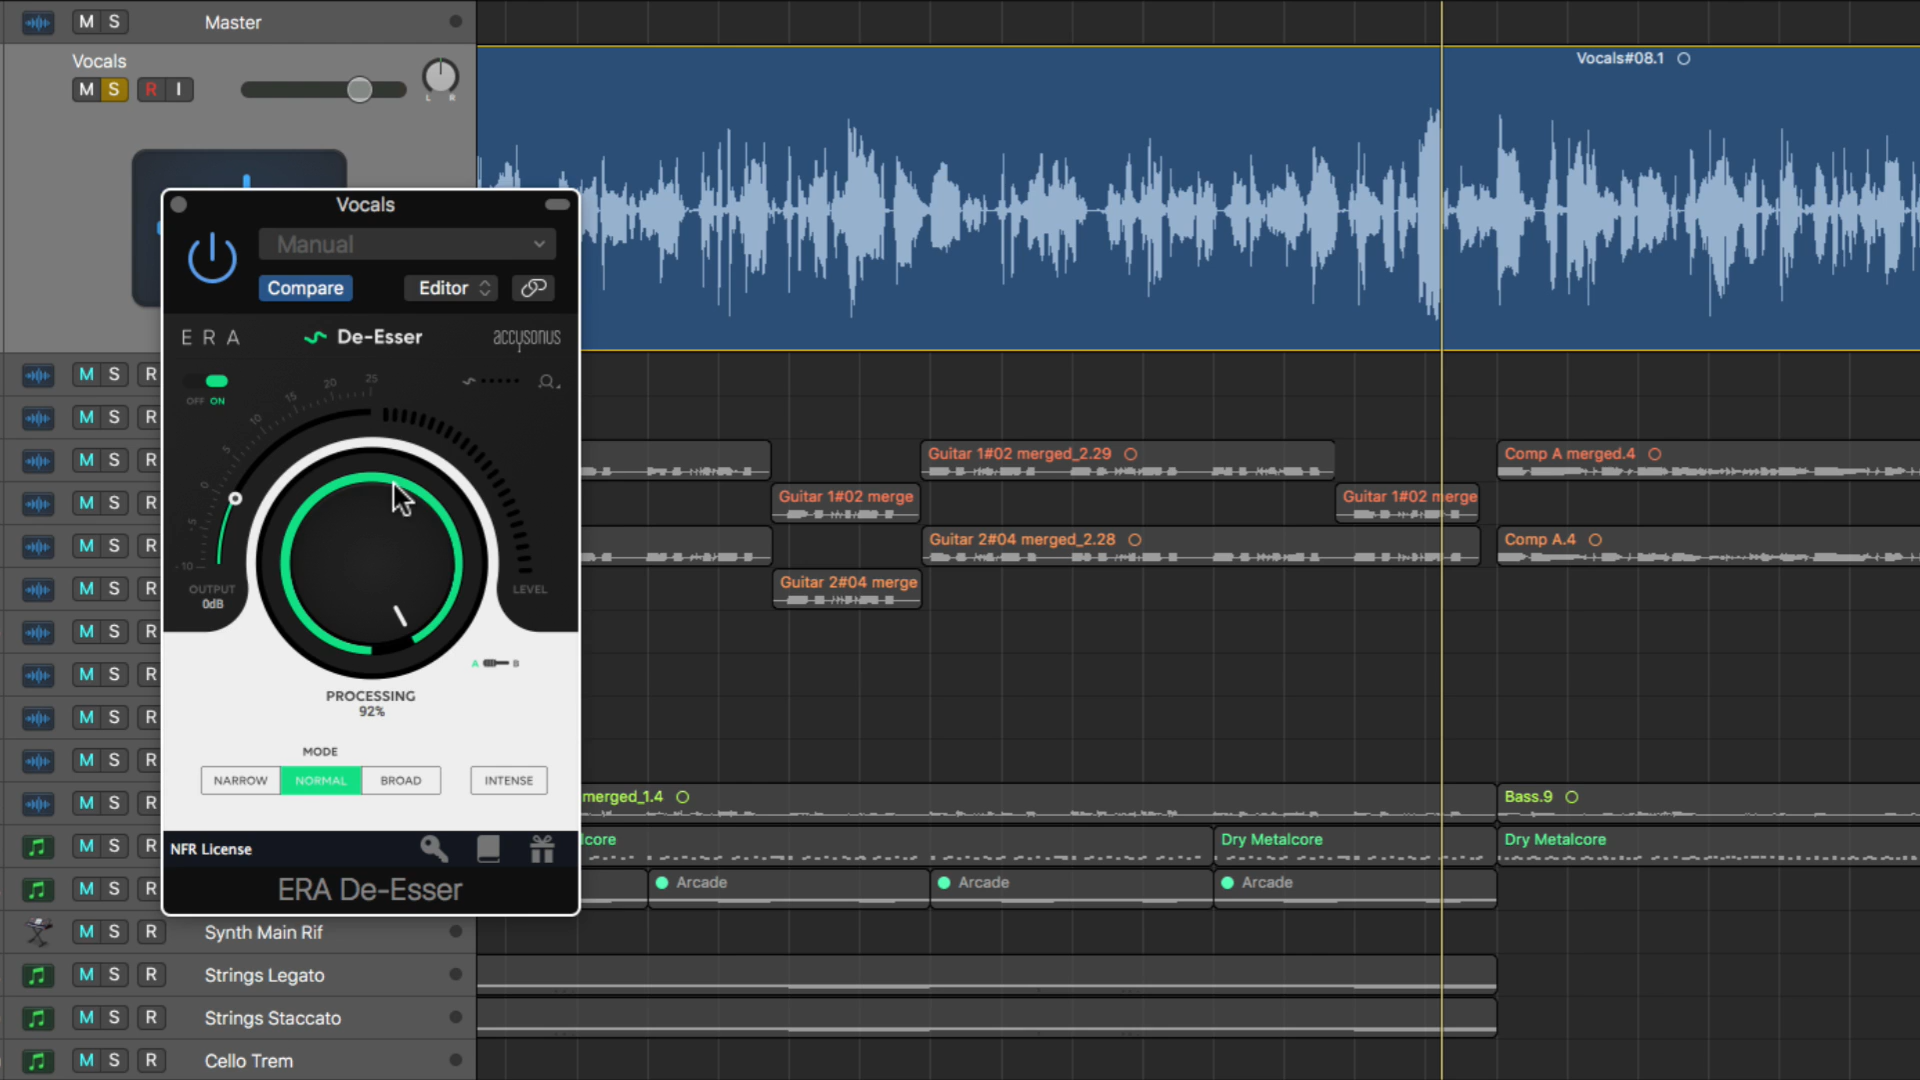 M S Master
Vocals
M S R I
L R
Vocals#08.1
Vocals
Manual
Compare Editor
ERA De-Esser accusonus
OFF ON
-10 -5 0 5 10 15 20 25
OUTPUT
0dB
LEVEL
A B
PROCESSING
92%
MODE
NARROW NORMAL BROAD INTENSE
NFR License
ERA De-Esser
M S R
M S R
M S R
Guitar 1#02 merged_2.29
Comp A merged.4
M S R
Guitar 1#02 merge
Guitar 1#02 merge
M S R
Guitar 2#04 merged_2.28
Comp A.4
M S R
Guitar 2#04 merge
M S R
M S R
M S R
M S R
M S R
merged_1.4
Bass.9
M S R
lcore
Dry Metalcore
Dry Metalcore
M S R
Arcade
Arcade
Arcade
M S R Synth Main Rif
M S R Strings Legato
M S R Strings Staccato
M S R Cello Trem